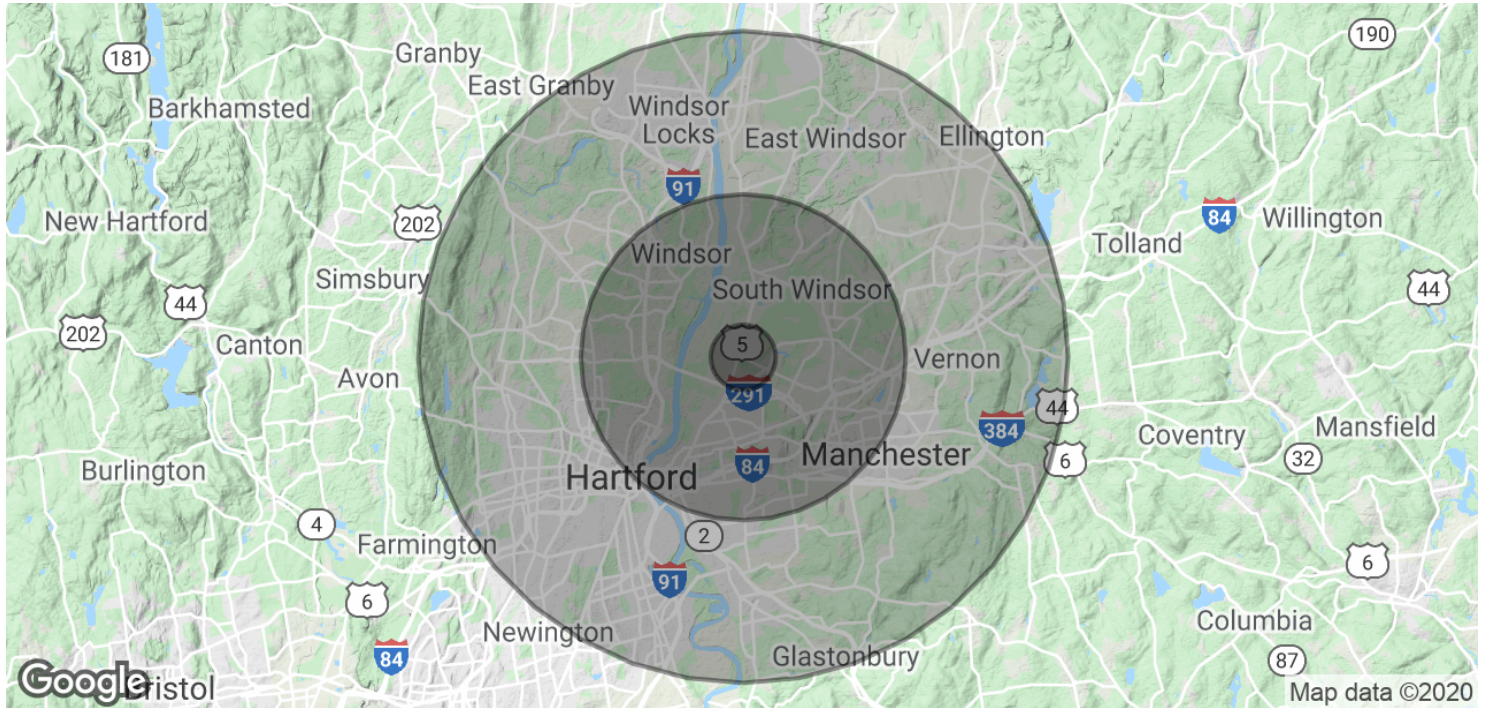 181
Granby
190
East Granby
Barkhamsted
Windsor
Locks
East Windsor
Ellington
91
New Hartford
202
84
Willington
Tolland
Windsor
Simsbury
South Windsor
44
44
202
5
Canton
Vernon
Avon
291
44
384
Mansfield
Coventry
Manchester
32
6
84
Burlington
Hartford
4
2
Farmington
6
91
6
Columbia
Newington
84
Glastonbury
87
Google
Bristol
Map data ©2020